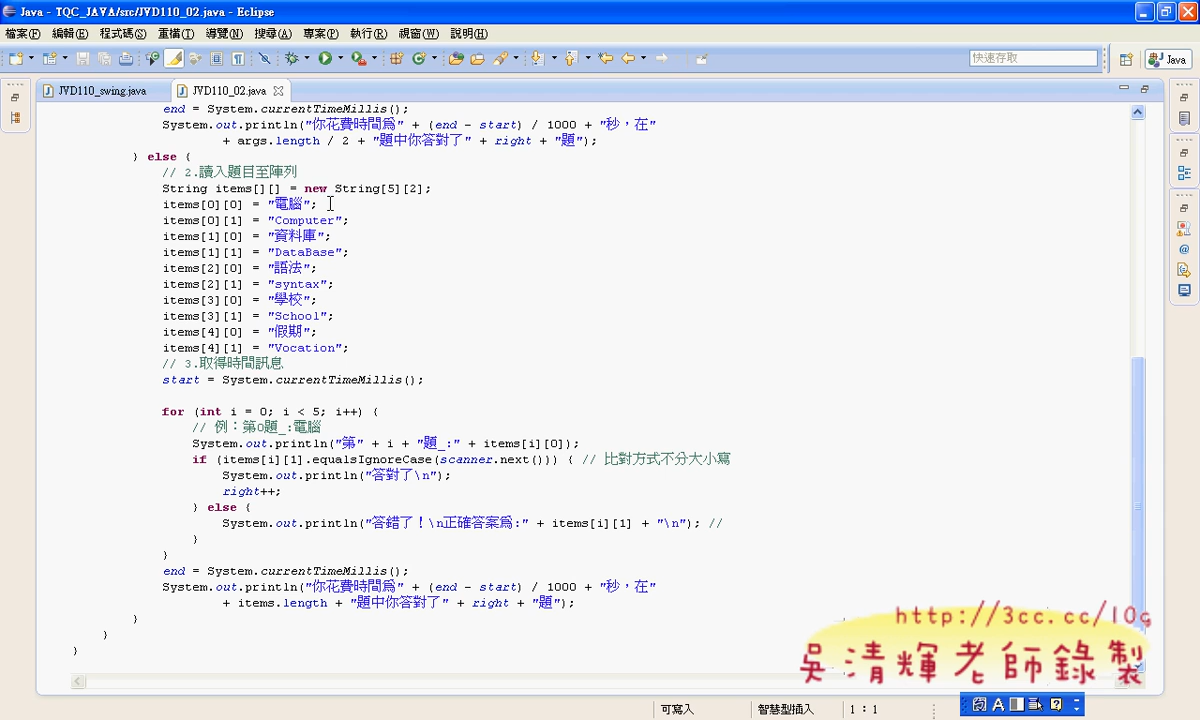 Java - TQC_JAVA/src/JVD110_02.java - Eclipse
檔案(F) 編輯(E) 程式碼(S) 重構(T) 導覽(N) 搜尋(A) 專案(P) 執行(R) 視窗(W) 說明(H)
快速存取
Java
JVD110_swing.java
JVD110_02.java
end = System.currentTimeMillis();
System.out.println("你花費時間為" + (end - start) / 1000 + "秒，在"
+ args.length / 2 + "題中你答對了" + right + "題");
} else {
// 2.讀入題目至陣列
String items[][] = new String[5][2];
items[0][0] = "電腦";
items[0][1] = "Computer";
items[1][0] = "資料庫";
items[1][1] = "DataBase";
items[2][0] = "語法";
items[2][1] = "syntax";
items[3][0] = "學校";
items[3][1] = "School";
items[4][0] = "假期";
items[4][1] = "Vocation";
// 3.取得時間訊息
start = System.currentTimeMillis();
for (int i = 0; i < 5; i++) {
// 例：第0題_:電腦
System.out.println("第" + i + "題_:" + items[i][0]);
if (items[i][1].equalsIgnoreCase(scanner.next())) { // 比對方式不分大小寫
System.out.println("答對了\n");
right++;
} else {
System.out.println("答錯了！\n正確答案為:" + items[i][1] + "\n"); //
}
}
end = System.currentTimeMillis();
System.out.println("你花費時間為" + (end - start) / 1000 + "秒，在"
+ items.length + "題中你答對了" + right + "題");
}
}
}
http://3cc.cc/10g
吳清輝老師錄製
可寫入
智慧型插入
1 : 1